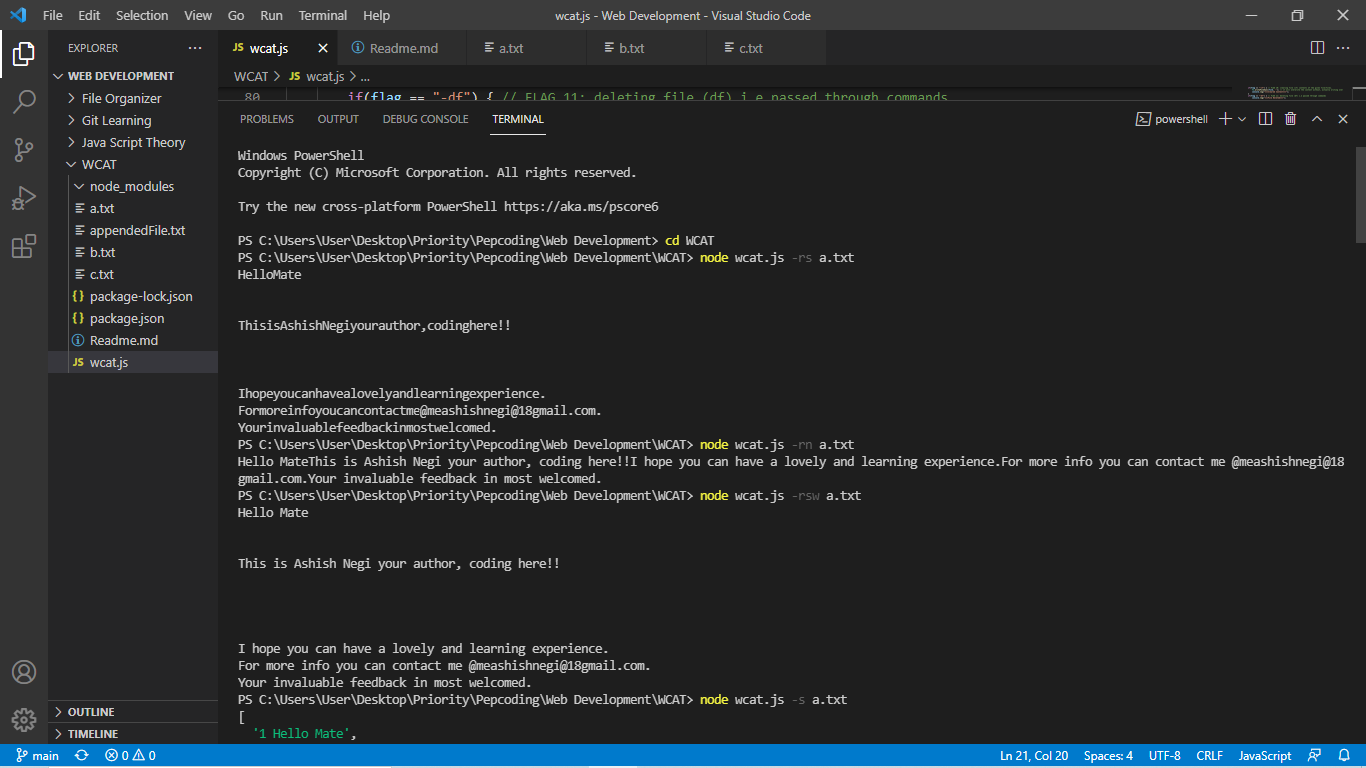 File Edit Selection View Go Run Terminal Help wcat.js - Web Development - Visual Studio Code
EXPLORER
WEB DEVELOPMENT
File Organizer
Git Learning
Java Script Theory
WCAT
node_modules
a.txt
appendedFile.txt
b.txt
c.txt
{} package-lock.json
{} package.json
Readme.md
JS wcat.js
OUTLINE
TIMELINE
JS wcat.js Readme.md a.txt b.txt c.txt
WCAT > JS wcat.js > ...
80 if(flag == "-df") { // FLAG 11: deleting file (df) i.e passed through commands
PROBLEMS OUTPUT DEBUG CONSOLE TERMINAL powershell
Windows PowerShell
Copyright (C) Microsoft Corporation. All rights reserved.
Try the new cross-platform PowerShell https://aka.ms/pscore6
PS C:\Users\User\Desktop\Priority\Pepcoding\Web Development> cd WCAT
PS C:\Users\User\Desktop\Priority\Pepcoding\Web Development\WCAT> node wcat.js -rs a.txt
HelloMate
ThisisAshishNegiyourauthor,codinghere!!
Ihopeyoucanhavealovelyandlearningexperience.
Formoreinfoyoucancontactme@meashishnegi@18gmail.com.
Yourinvaluablefeedbackinmostwelcomed.
PS C:\Users\User\Desktop\Priority\Pepcoding\Web Development\WCAT> node wcat.js -rn a.txt
Hello MateThis is Ashish Negi your author, coding here!!I hope you can have a lovely and learning experience.For more info you can contact me @meashishnegi@18
gmail.com.Your invaluable feedback in most welcomed.
PS C:\Users\User\Desktop\Priority\Pepcoding\Web Development\WCAT> node wcat.js -rsw a.txt
Hello Mate
This is Ashish Negi your author, coding here!!
I hope you can have a lovely and learning experience.
For more info you can contact me @meashishnegi@18gmail.com.
Your invaluable feedback in most welcomed.
PS C:\Users\User\Desktop\Priority\Pepcoding\Web Development\WCAT> node wcat.js -s a.txt
[
'1 Hello Mate',
main 0 0 Ln 21, Col 20 Spaces: 4 UTF-8 CRLF JavaScript